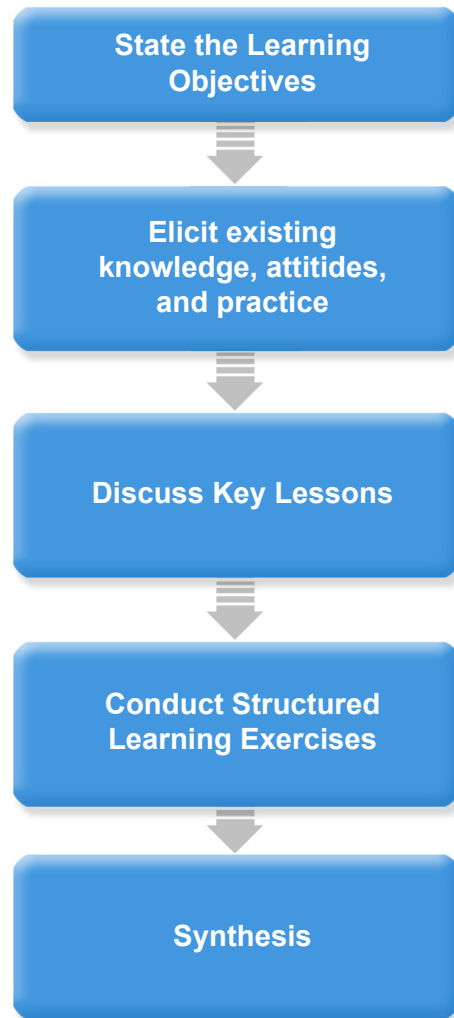 State the Learning
Objectives
Elicit existing
knowledge, attitides,
and practice
Discuss Key Lessons
Conduct Structured
Learning Exercises
Synthesis